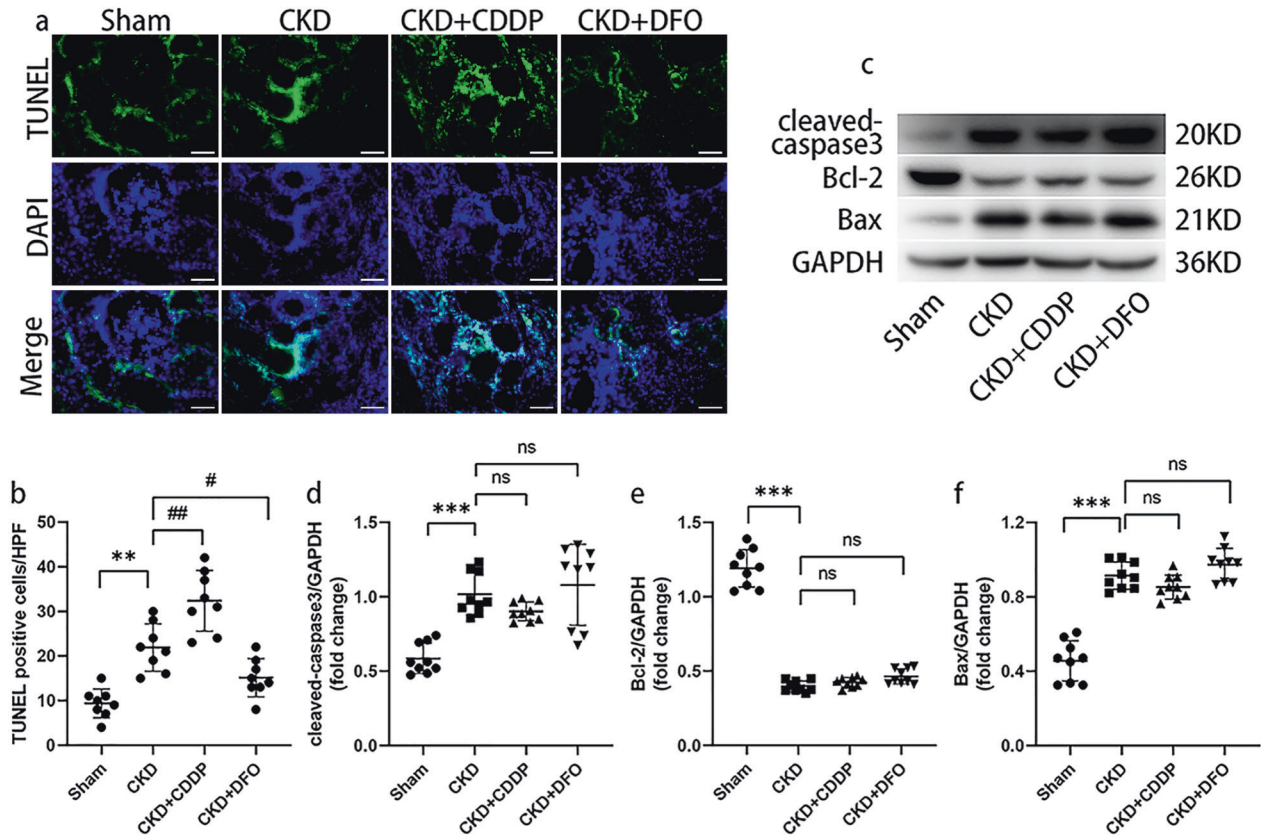 a
Sham CKD CKD+CDDP CKD+DFO
TUNEL
DAPI
Merge
c
cleaved-
caspase3 20KD
Bcl-2 26KD
Bax 21KD
GAPDH 36KD
Sham CKD CKD+CDDP CKD+DFO
b
TUNEL positive cells/HPF
50
40
30
20
10
0
**
##
#
Sham CKD CKD+CDDP CKD+DFO
d
cleaved-caspase3/GAPDH
(fold change)
1.5
1.0
0.5
0.0
***
ns
ns
Sham CKD CKD+CDDP CKD+DFO
e
Bcl-2/GAPDH
(fold change)
1.5
1.0
0.5
0.0
***
ns
ns
Sham CKD CKD+CDDP CKD+DFO
f
Bax/GAPDH
(fold change)
1.2
0.8
0.4
0.0
***
ns
ns
Sham CKD CKD+CDDP CKD+DFO